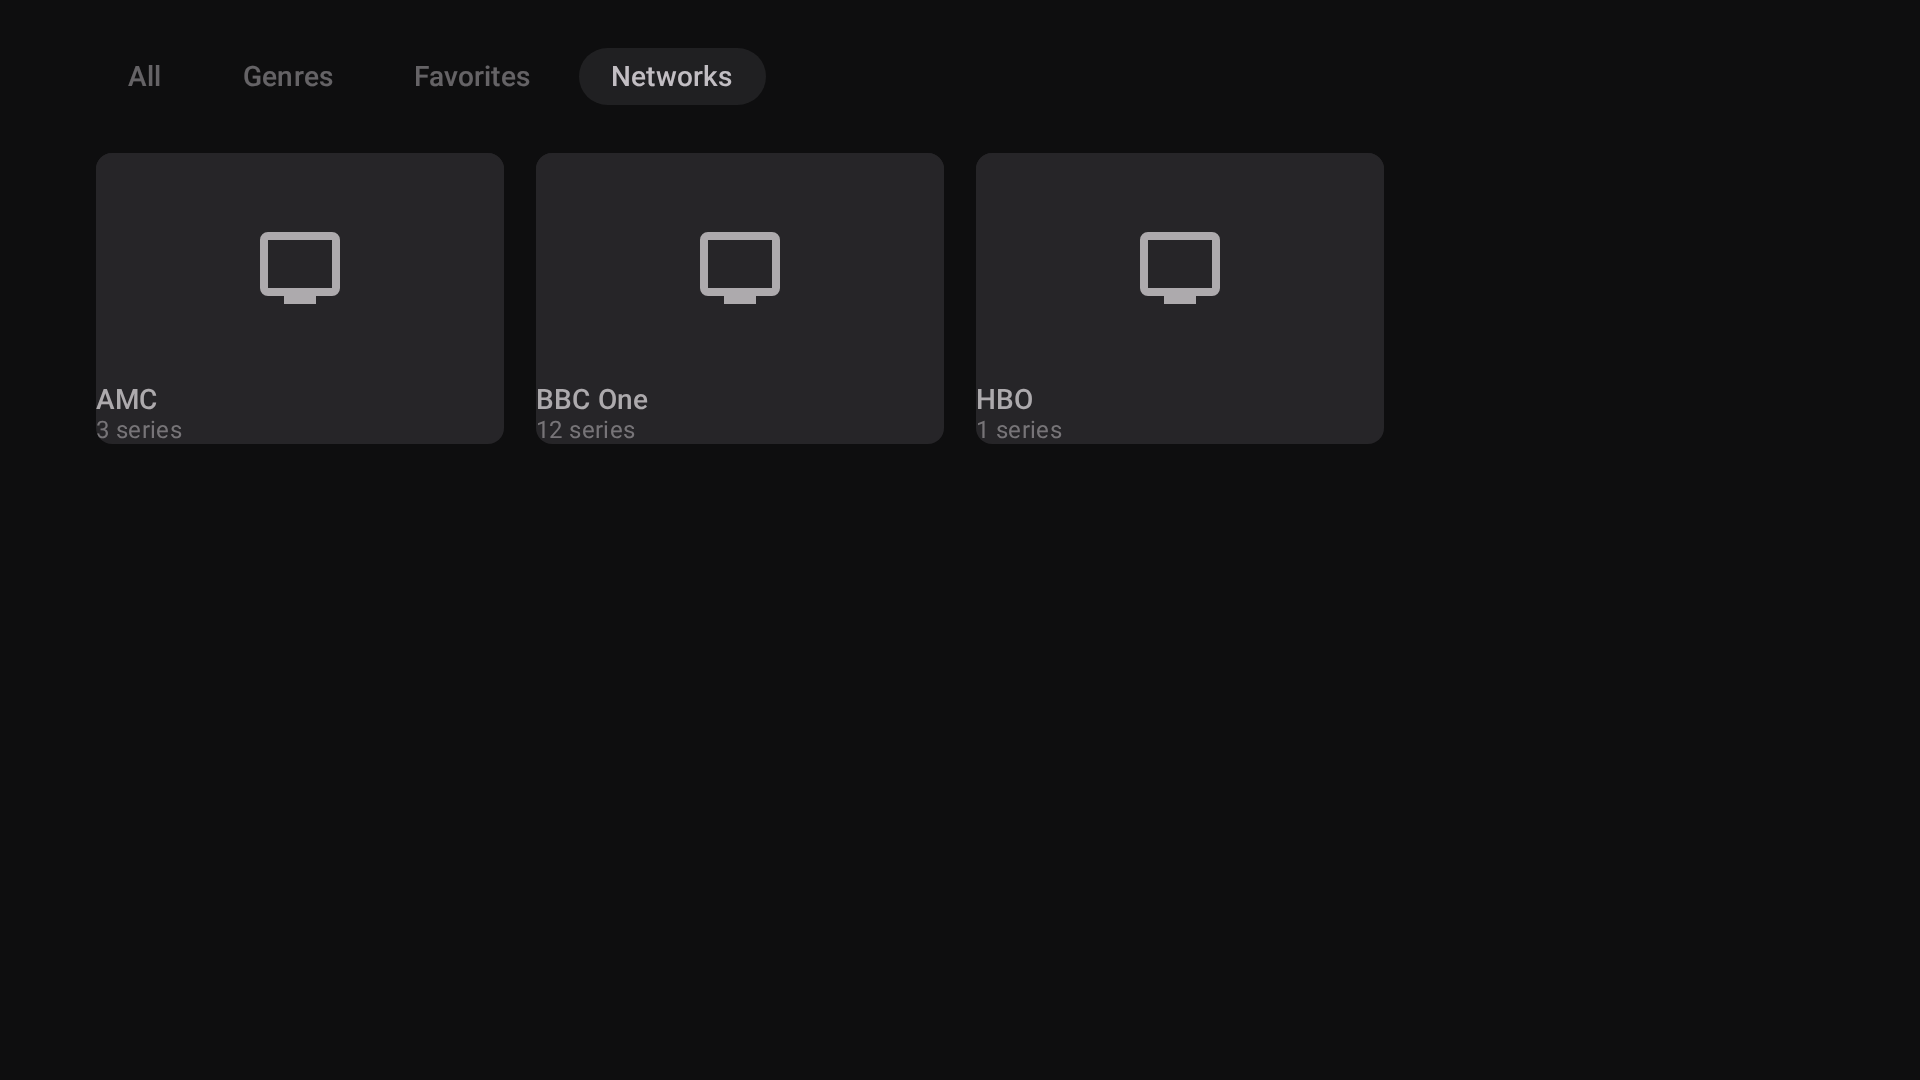 All
Genres
Favorites
Networks
AMC
3 series
BBC One
12 series
HBO
1 series